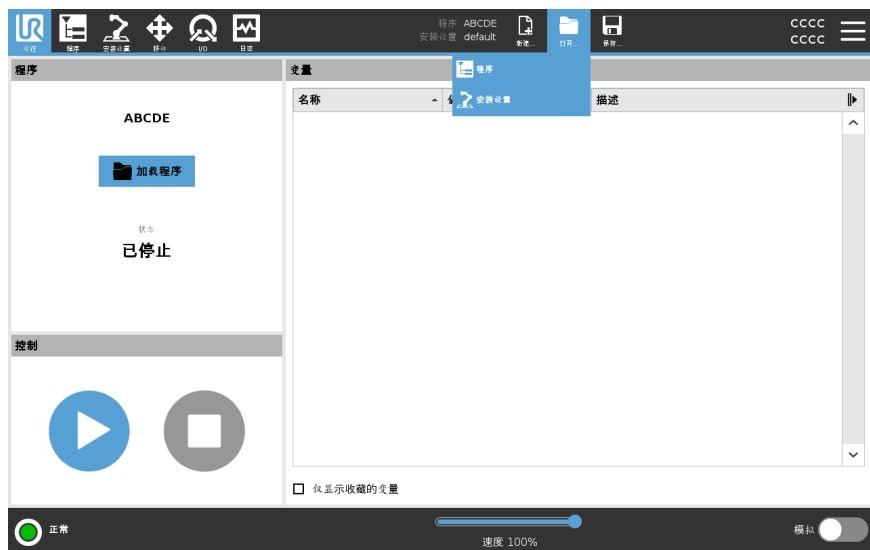 UR
运行 程序 安装设置 移动 I/O 日志
程序 ABCDE
安装设置 default
新建... 打开... 保存...
CCCC
CCCC
程序
安装设置
程序
ABCDE
加载程序
状态
已停止
控制
变量
名称 描述
仅显示收藏的变量
正常
速度 100%
模拟